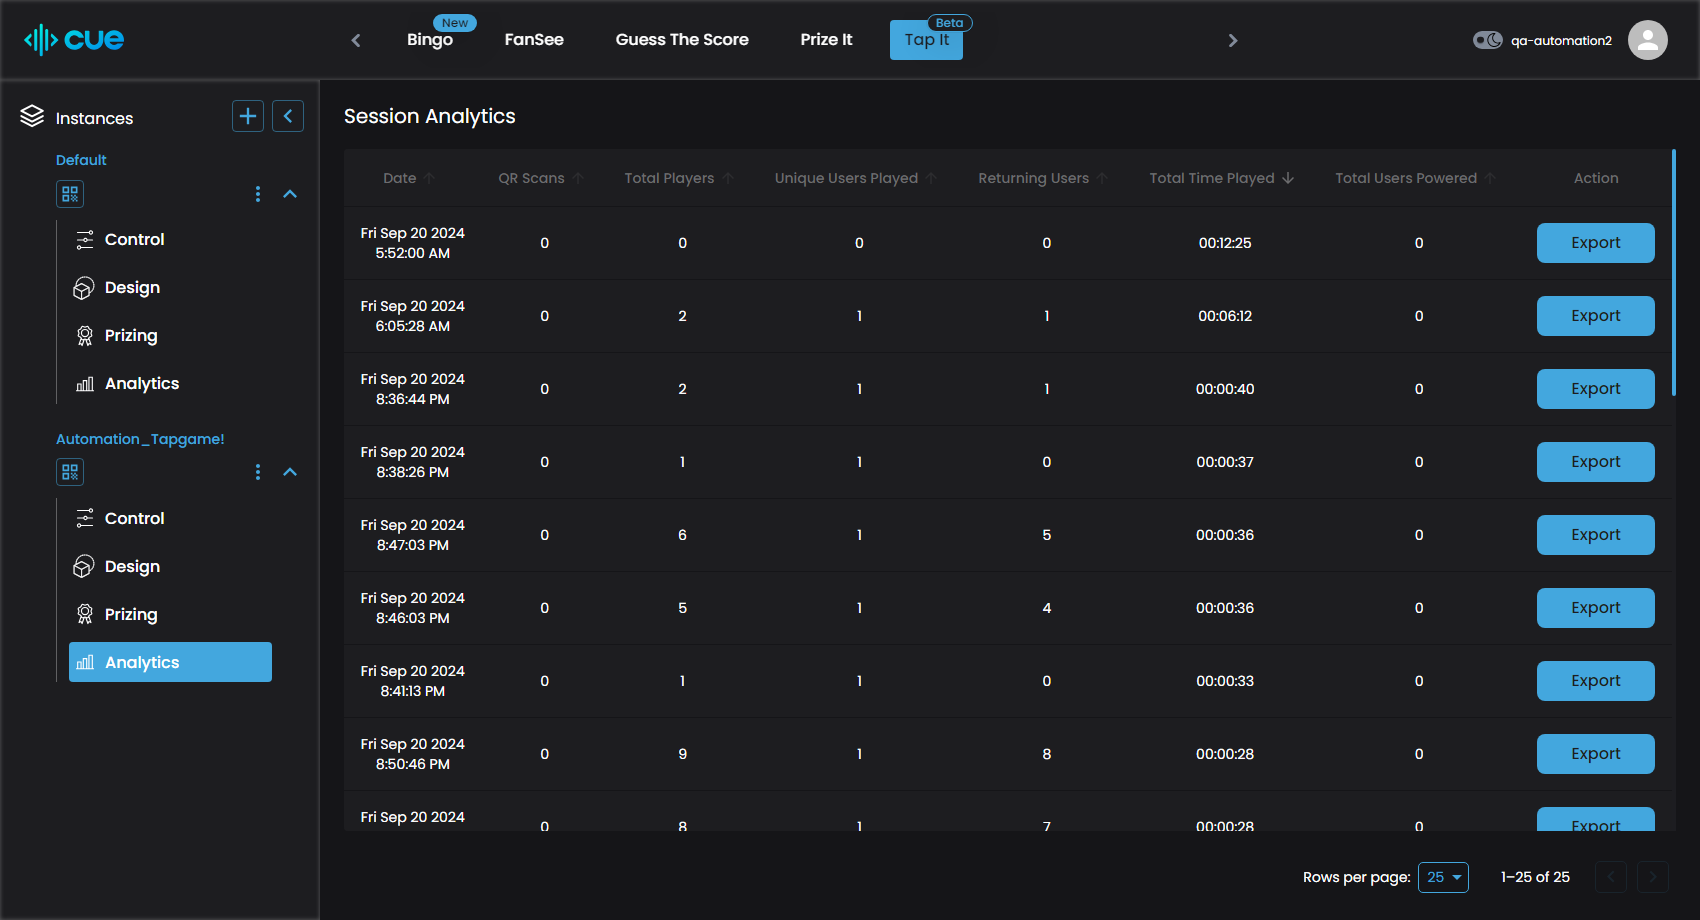 cue
New
Bingo
FanSee
Guess The Score
Prize It
Beta
Tap It
qa-automation2
Instances
Default
Control
Design
Prizing
Analytics
Automation_Tapgame!
Control
Design
Prizing
Analytics
Session Analytics
Date QR Scans Total Players Unique Users Played Returning Users Total Time Played Total Users Powered Action
Fri Sep 20 2024
5:52:00 AM
0 0 0 0 00:12:25 0 Export
Fri Sep 20 2024
6:05:28 AM
0 2 1 1 00:06:12 0 Export
Fri Sep 20 2024
8:36:44 PM
0 2 1 1 00:00:40 0 Export
Fri Sep 20 2024
8:38:26 PM
0 1 1 0 00:00:37 0 Export
Fri Sep 20 2024
8:47:03 PM
0 6 1 5 00:00:36 0 Export
Fri Sep 20 2024
8:46:03 PM
0 5 1 4 00:00:36 0 Export
Fri Sep 20 2024
8:41:13 PM
0 1 1 0 00:00:33 0 Export
Fri Sep 20 2024
8:50:46 PM
0 9 1 8 00:00:28 0 Export
Fri Sep 20 2024
0 8 1 7 00:00:28 0 Export
Rows per page: 25 1–25 of 25